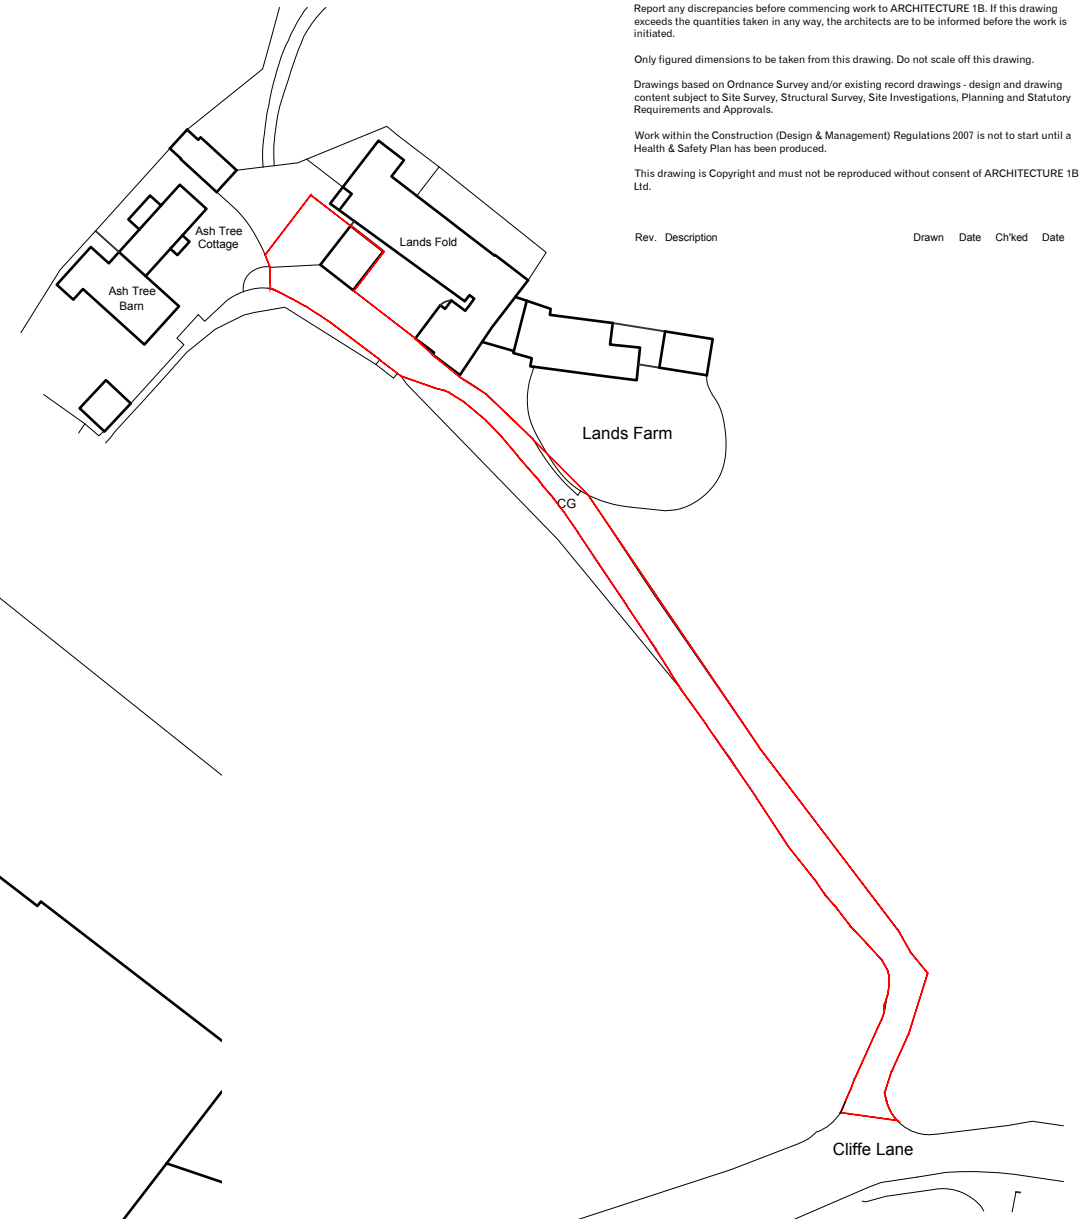 Report any discrepancies before commencing work to ARCHITECTURE 1B. If this drawing
exceeds the quantities taken in any way, the architects are to be informed before the work is
initiated.
Only figured dimensions to be taken from this drawing. Do not scale off this drawing.
Drawings based on Ordnance Survey and/or existing record drawings - design and drawing
content subject to Site Survey, Structural Survey, Site Investigations, Planning and Statutory
Requirements and Approvals.
Work within the Construction (Design & Management) Regulations 2007 is not to start until a
Health & Safety Plan has been produced.
This drawing is Copyright and must not be reproduced without consent of ARCHITECTURE 1B
Ltd.
Rev. Description Drawn Date Ch'ked Date
Ash Tree
Cottage
Lands Fold
Ash Tree
Barn
Lands Farm
CG
Cliffe Lane